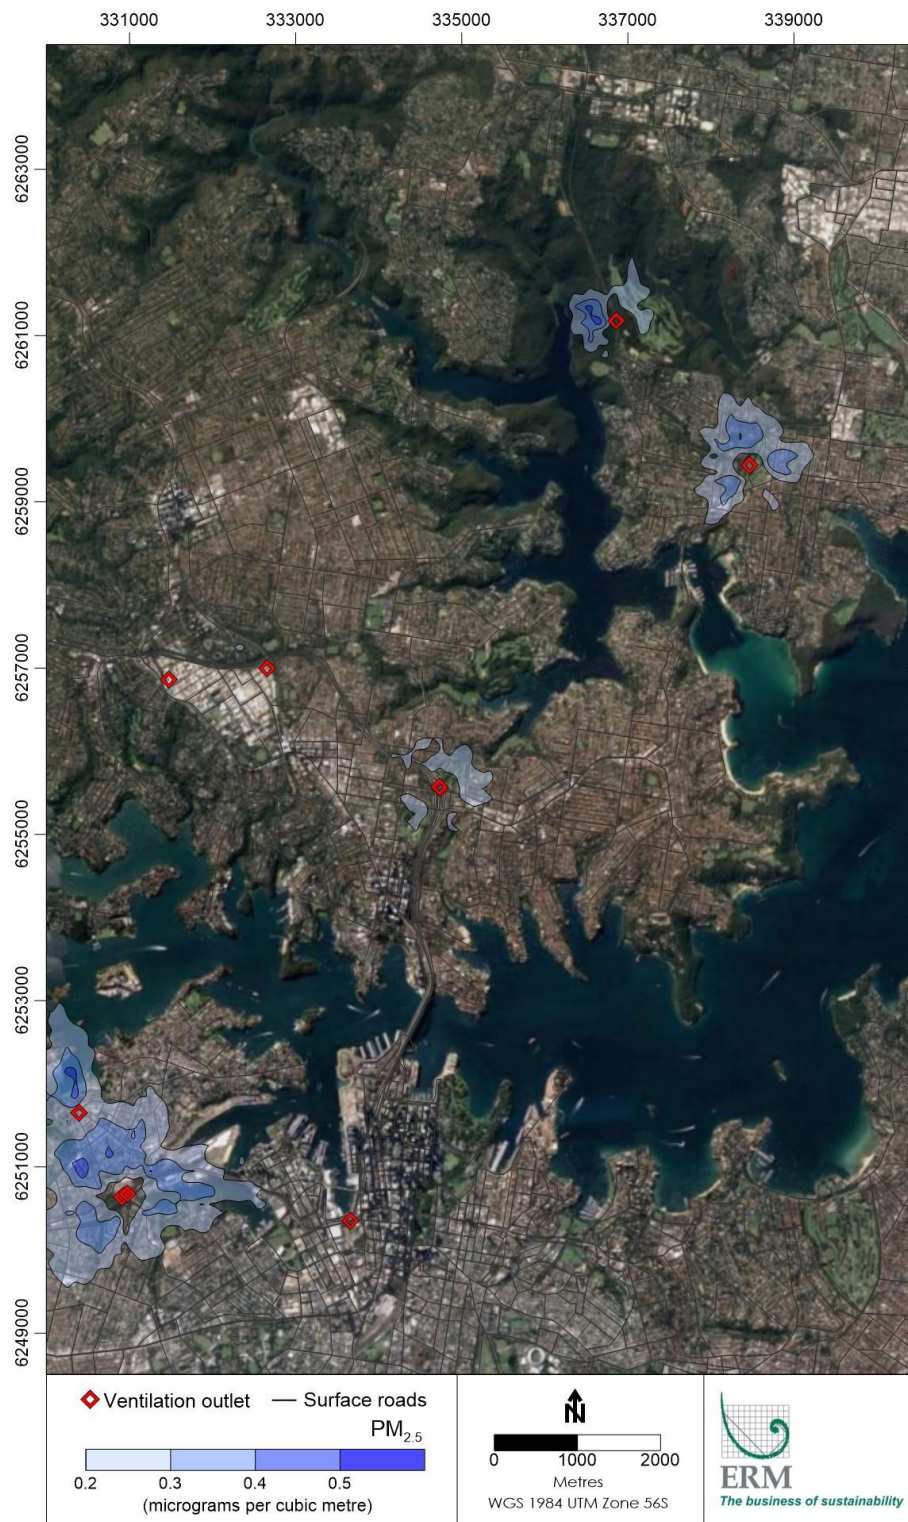 331000 333000 335000 337000 339000
6263000
6261000
6259000
6257000
6255000
6253000
6251000
6249000
Ventilation outlet
Surface roads
PM2.5
0.2 0.3 0.4 0.5
(micrograms per cubic metre)
N
0 1000 2000
Metres
WGS 1984 UTM Zone 56S
ERM
The business of sustainability